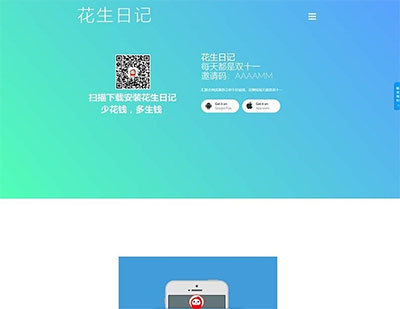 花生日记
花生日记
每天都是双十一
邀请码：AAAAMM
Get it on
Google Play
Get it on
App store
扫描下载安装花生日记
少花钱，多生钱